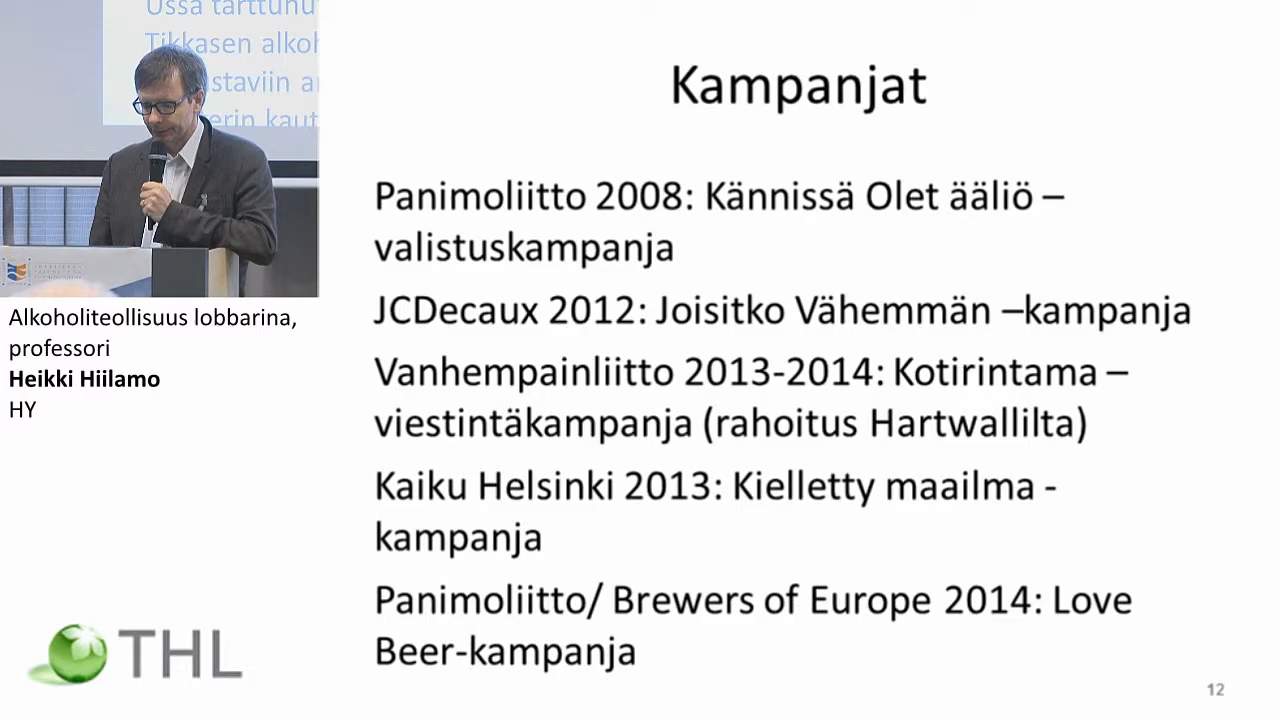 Ussa tarttunu
Tikkasen alkoh
staviin a
erin kaut
Alkoholiteollisuus lobbarina,
professori
Heikki Hiilamo
HY
THL
Kampanjat
Panimoliitto 2008: Kännissä Olet ääliö –
valistuskampanja
JCDecaux 2012: Joisitko Vähemmän –kampanja
Vanhempainliitto 2013-2014: Kotirintama –
viestintäkampanja (rahoitus Hartwallilta)
Kaiku Helsinki 2013: Kielletty maailma -
kampanja
Panimoliitto/ Brewers of Europe 2014: Love
Beer-kampanja
12